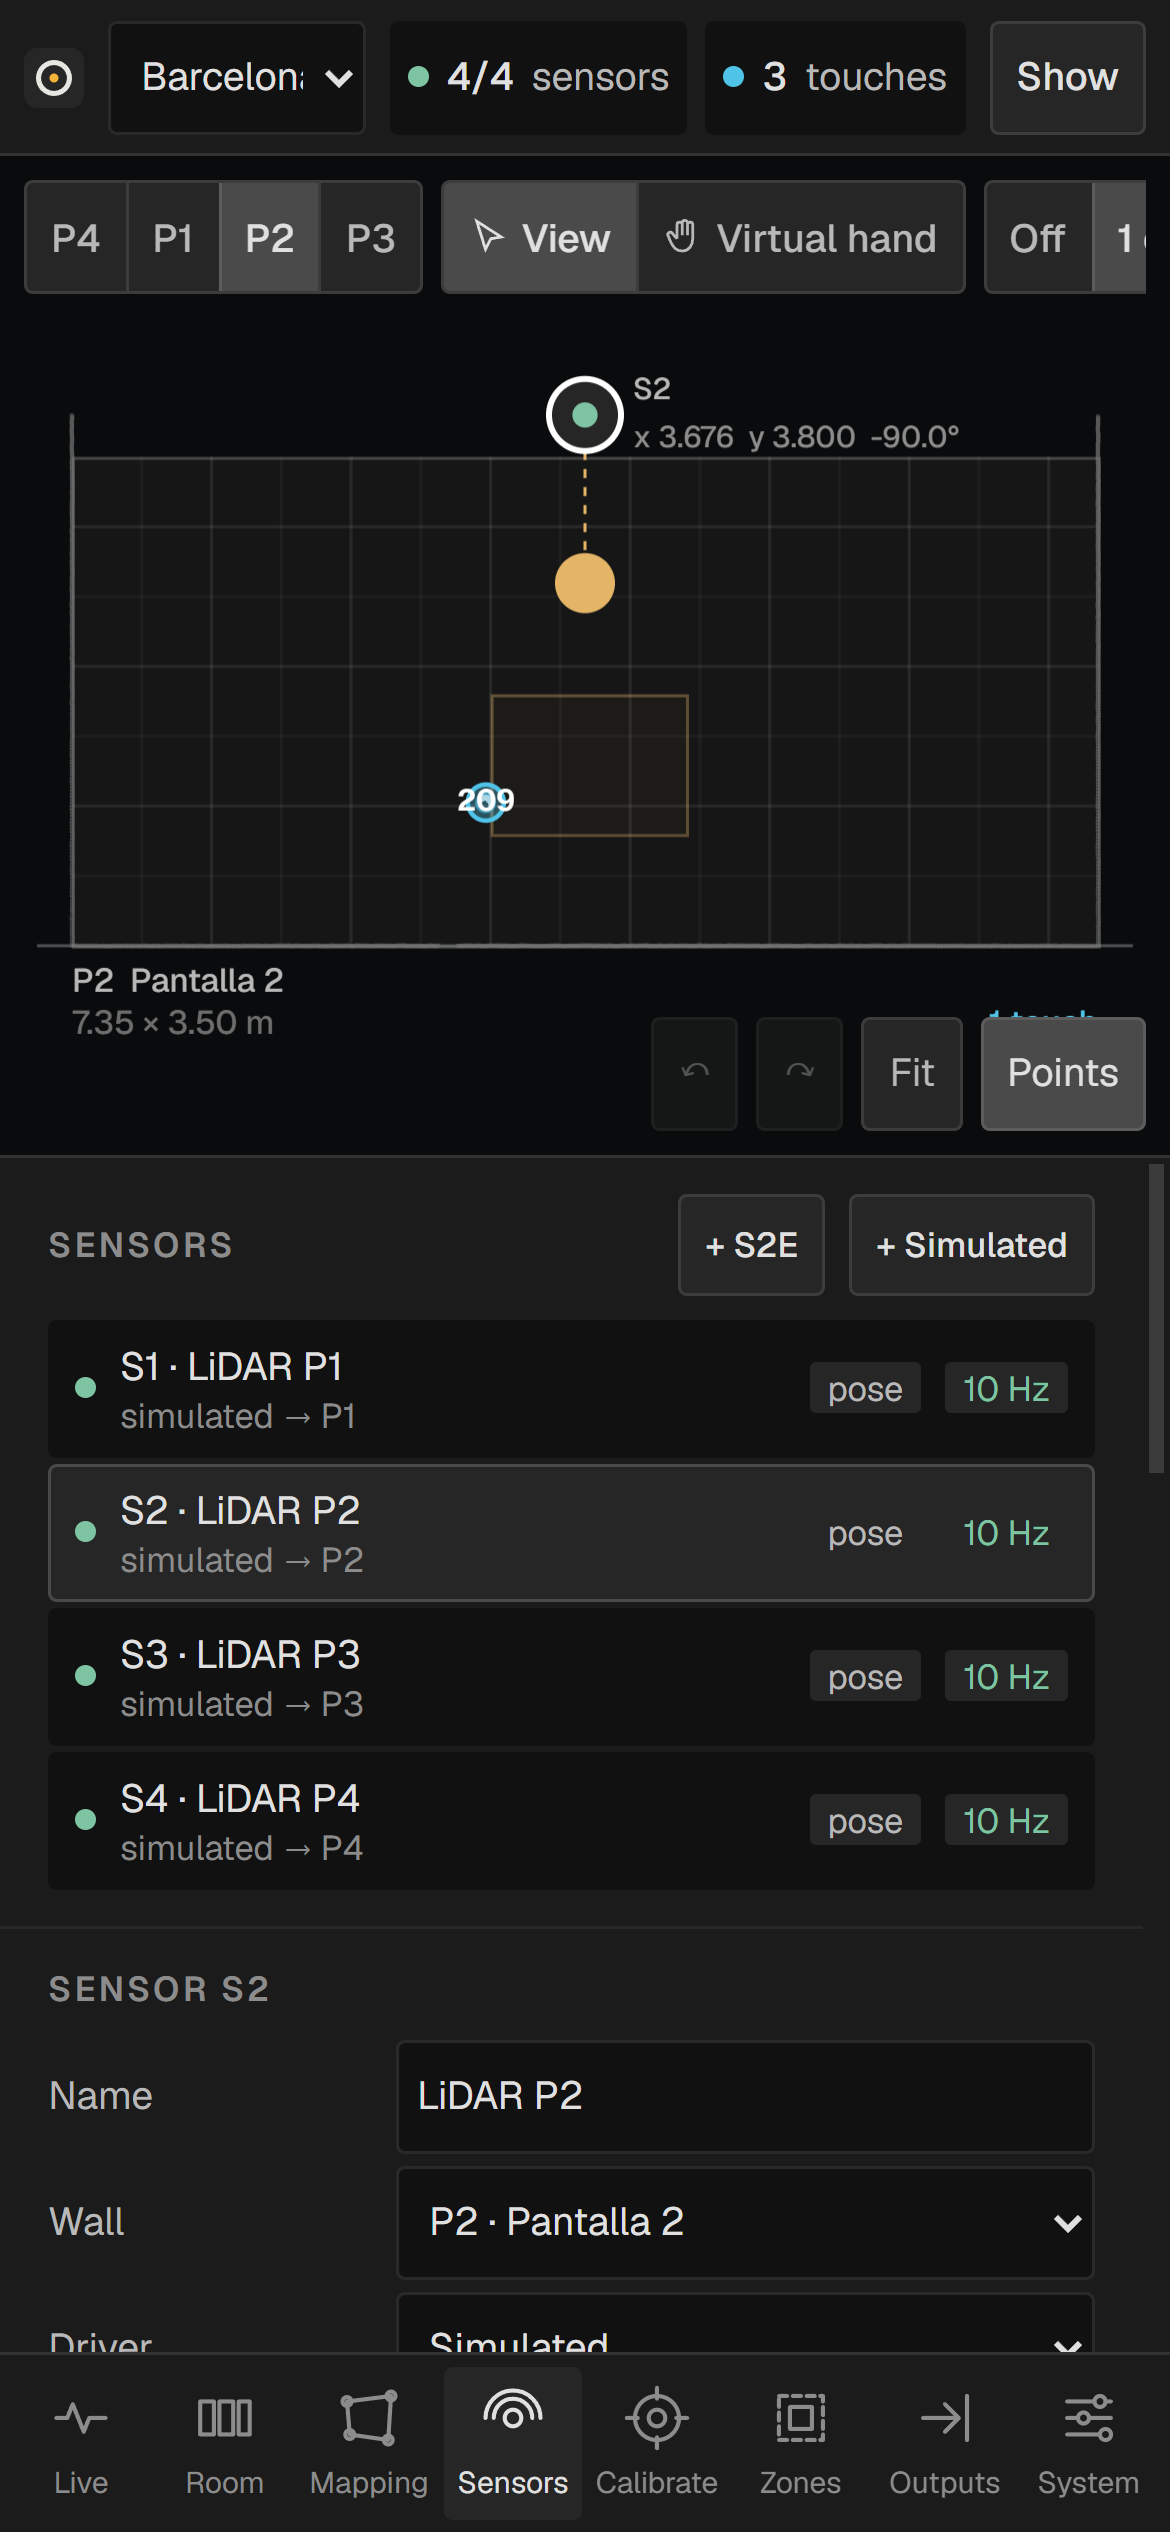 Barcelona
4/4 sensors
3 touches
Show
P4 P1 P2 P3
View
Virtual hand
Off
1
S2
x 3.676 y 3.800 -90.0°
209
P2 Pantalla 2
7.35 × 3.50 m
1 touch
Fit
Points
SENSORS
+ S2E
+ Simulated
S1 · LiDAR P1
simulated → P1
pose
10 Hz
S2 · LiDAR P2
simulated → P2
pose
10 Hz
S3 · LiDAR P3
simulated → P3
pose
10 Hz
S4 · LiDAR P4
simulated → P4
pose
10 Hz
SENSOR S2
Name
LiDAR P2
Wall
P2 · Pantalla 2
Driver
Simulated
Live
Room
Mapping
Sensors
Calibrate
Zones
Outputs
System